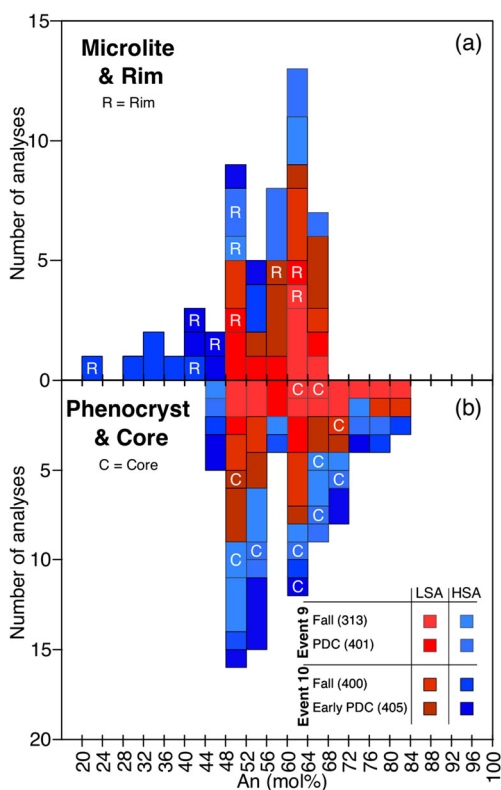 15
10
5
0
Number of analyses
Microlite
& Rim
R = Rim
(a)
R
R
R
R
R
R
R
R
R
R
Phenocryst
& Core
C = Core
(b)
5
10
15
20
Number of analyses
C
C
C
C
C
C
C
C
C
C
C
LSA
HSA
Event 9
Fall (313)
PDC (401)
Event 10
Fall (400)
Early PDC (405)
20
24
28
32
36
40
44
48
52
56
60
64
68
72
76
80
84
88
92
96
100
An (mol%)